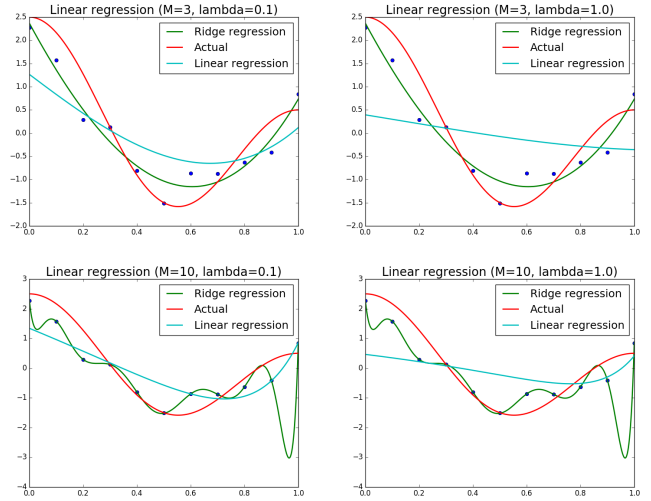 Linear regression (M=3, lambda=0.1)
2.5
2.0
1.5
1.0
0.5
0.0
−0.5
−1.0
−1.5
−2.0
0.0 0.2 0.4 0.6 0.8 1.0
Ridge regression
Actual
Linear regression
Linear regression (M=3, lambda=1.0)
2.5
2.0
1.5
1.0
0.5
0.0
−0.5
−1.0
−1.5
−2.0
0.0 0.2 0.4 0.6 0.8 1.0
Ridge regression
Actual
Linear regression
Linear regression (M=10, lambda=0.1)
3
2
1
0
−1
−2
−3
−4
0.0 0.2 0.4 0.6 0.8 1.0
Ridge regression
Actual
Linear regression
Linear regression (M=10, lambda=1.0)
3
2
1
0
−1
−2
−3
−4
0.0 0.2 0.4 0.6 0.8 1.0
Ridge regression
Actual
Linear regression